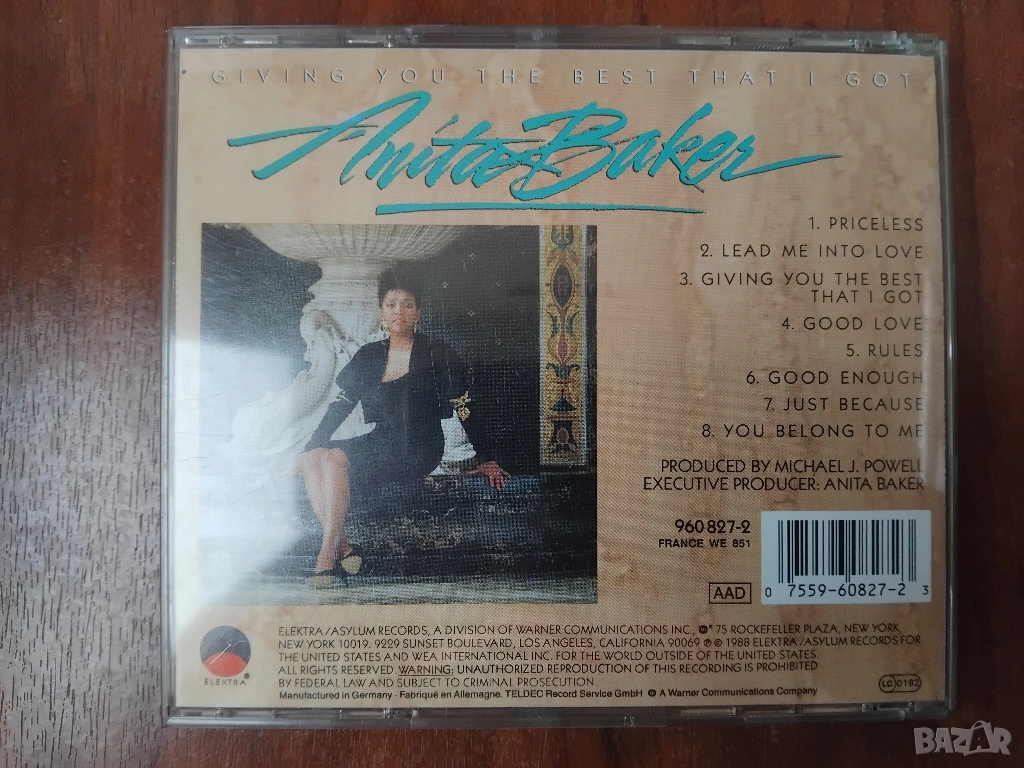 GIVING YOU THE BEST THAT I GOT
Anita Baker
1. PRICELESS
2. LEAD ME INTO LOVE
3. GIVING YOU THE BEST
THAT I GOT
4. GOOD LOVE
5. RULES
6. GOOD ENOUGH
7. JUST BECAUSE
8. YOU BELONG TO ME
PRODUCED BY MICHAEL J. POWELL
EXECUTIVE PRODUCER: ANITA BAKER
960 827-2
FRANCE WE 851
AAD
0 7559-60827-2 3
ELEKTRA/ASYLUM RECORDS, A DIVISION OF WARNER COMMUNICATIONS INC., 75 ROCKEFELLER PLAZA, NEW YORK,
NEW YORK 10019. 9229 SUNSET BOULEVARD, LOS ANGELES, CALIFORNIA 90069 ℗ © 1988 ELEKTRA/ASYLUM RECORDS FOR
THE UNITED STATES AND WEA INTERNATIONAL INC. FOR THE WORLD OUTSIDE OF THE UNITED STATES
ALL RIGHTS RESERVED. WARNING: UNAUTHORIZED REPRODUCTION OF THIS RECORDING IS PROHIBITED
BY FEDERAL LAW AND SUBJECT TO CRIMINAL PROSECUTION.
Manufactured in Germany · Fabriqué en Allemagne. TELDEC Record Service GmbH A Warner Communications Company
ELEKTRA
LC 0192
BAZAR